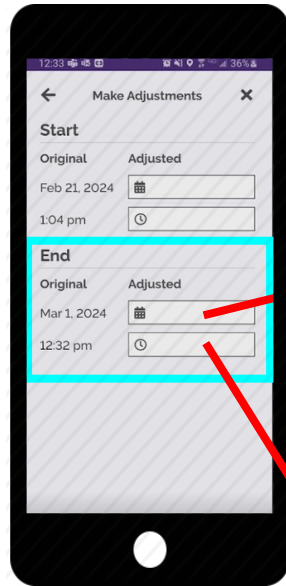 12:33 36%
Make Adjustments
Start
Original Adjusted
Feb 21, 2024
1:04 pm
End
Original Adjusted
Mar 1, 2024
12:32 pm